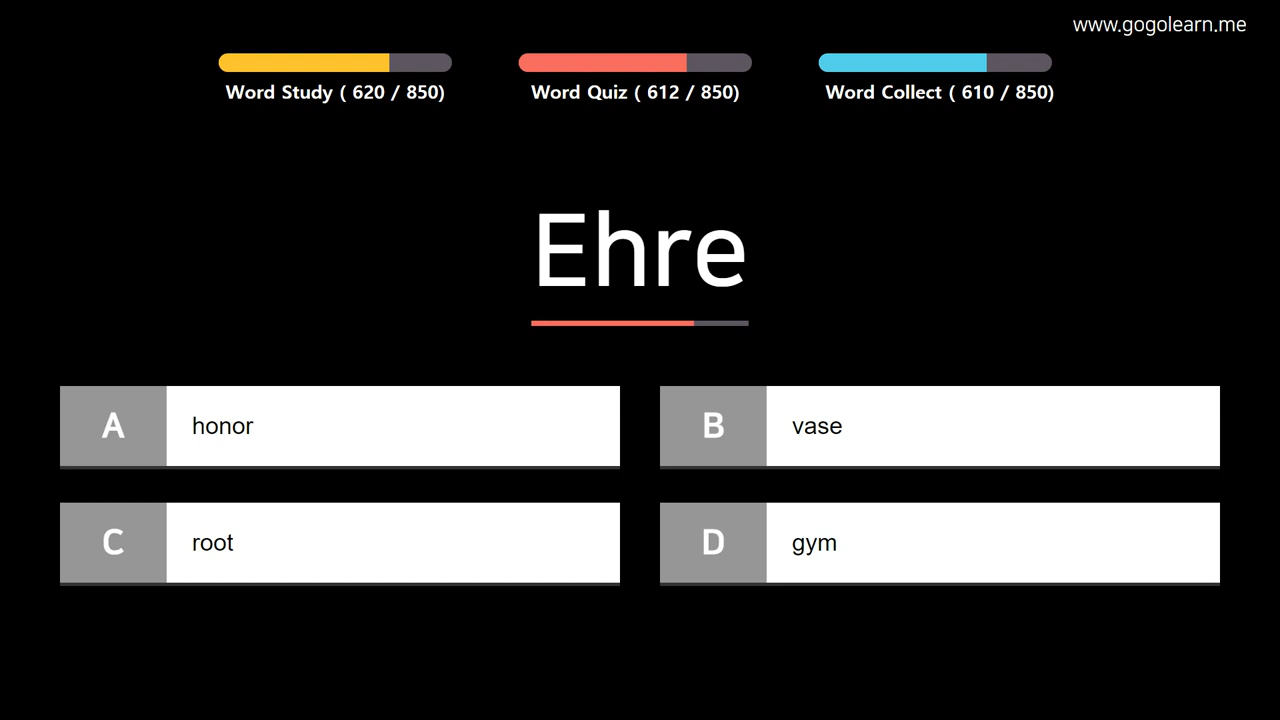 www.gogolearn.me
Word Study ( 620 / 850)
Word Quiz ( 612 / 850)
Word Collect ( 610 / 850)
Ehre
A honor
B vase
C root
D gym